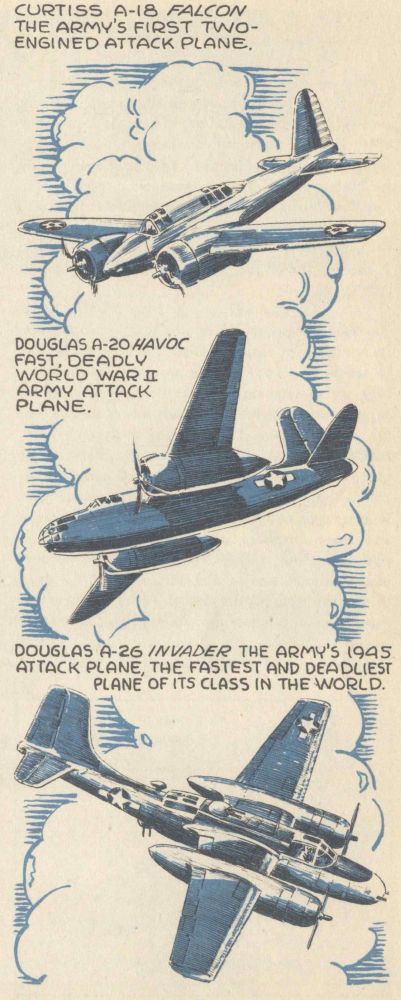 CURTISS A-18 FALCON
THE ARMY'S FIRST TWO-
ENGINED ATTACK PLANE.
DOUGLAS A-20 HAVOC
FAST, DEADLY
WORLD WAR II
ARMY ATTACK
PLANE.
DOUGLAS A-26 INVADER THE ARMY'S 1945
ATTACK PLANE, THE FASTEST AND DEADLIEST
PLANE OF ITS CLASS IN THE WORLD.